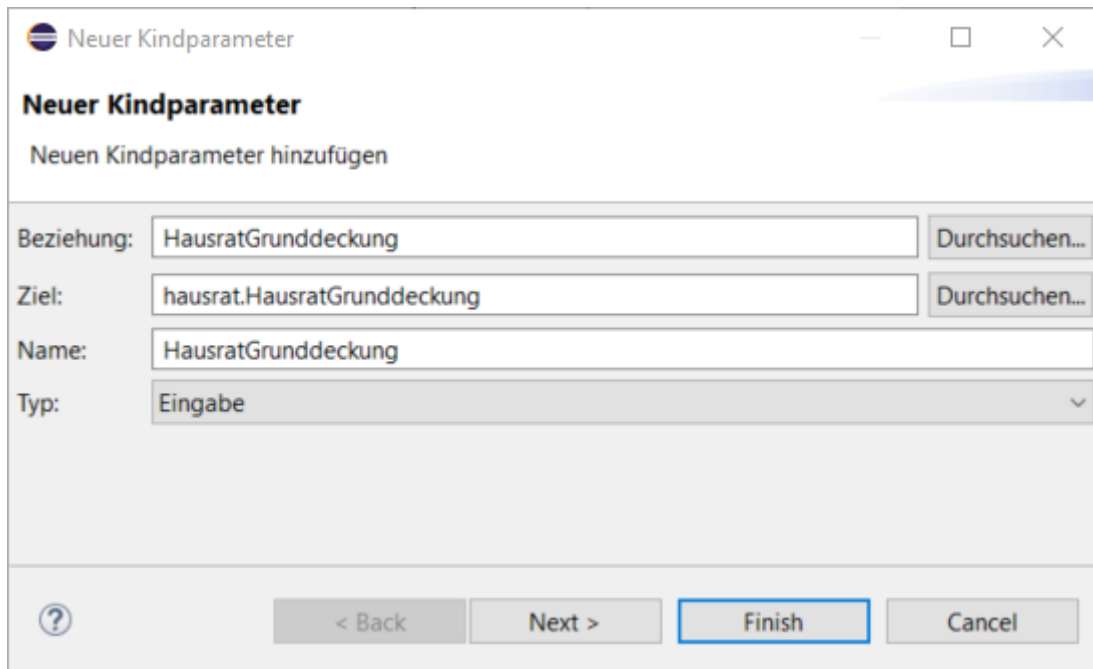 Neuer Kindparameter
Neuer Kindparameter
Neuen Kindparameter hinzufügen
Beziehung: HausratGrunddeckung Durchsuchen...
Ziel: hausrat.HausratGrunddeckung Durchsuchen...
Name: HausratGrunddeckung
Typ: Eingabe
? < Back Next > Finish Cancel